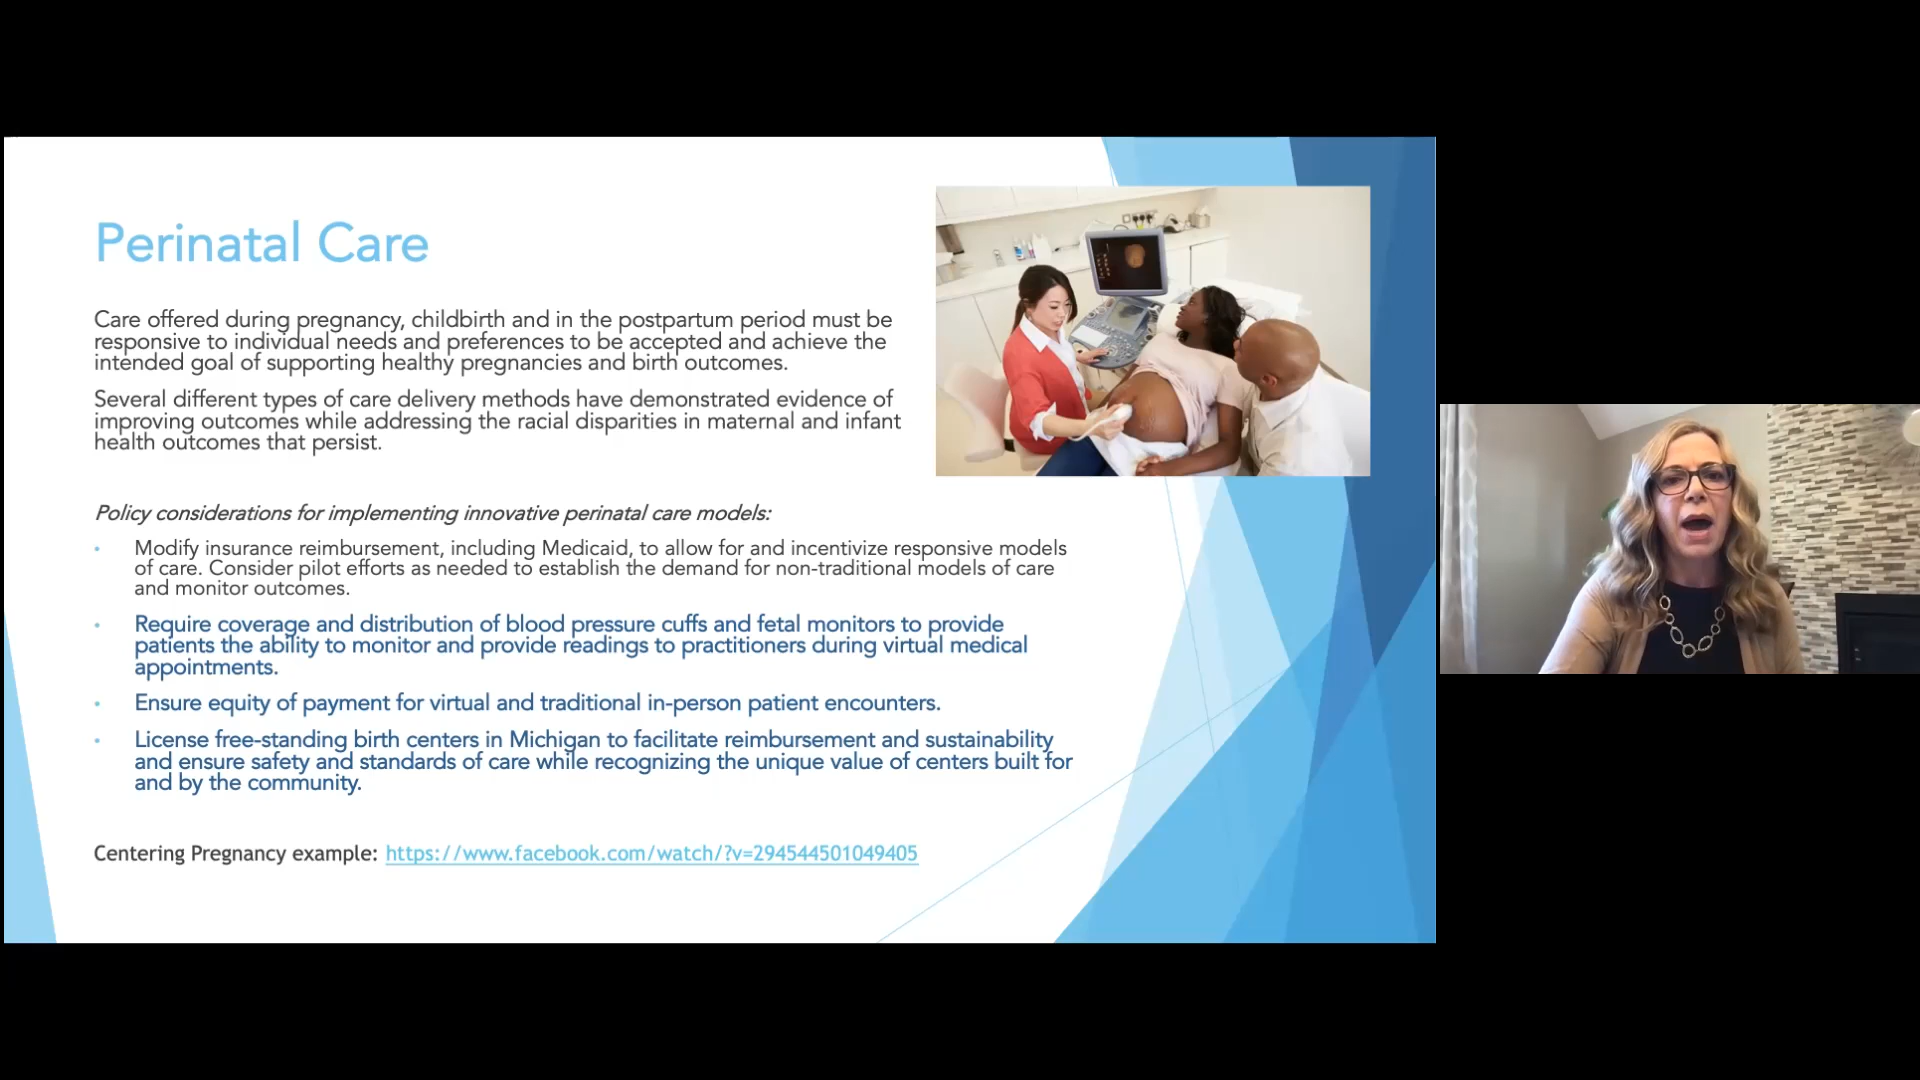 Perinatal Care
Care offered during pregnancy, childbirth and in the postpartum period must be
responsive to individual needs and preferences to be accepted and achieve the
intended goal of supporting healthy pregnancies and birth outcomes.
Several different types of care delivery methods have demonstrated evidence of
improving outcomes while addressing the racial disparities in maternal and infant
health outcomes that persist.
Policy considerations for implementing innovative perinatal care models:
• Modify insurance reimbursement, including Medicaid, to allow for and incentivize responsive models
of care. Consider pilot efforts as needed to establish the demand for non-traditional models of care
and monitor outcomes.
• Require coverage and distribution of blood pressure cuffs and fetal monitors to provide
patients the ability to monitor and provide readings to practitioners during virtual medical
appointments.
• Ensure equity of payment for virtual and traditional in-person patient encounters.
• License free-standing birth centers in Michigan to facilitate reimbursement and sustainability
and ensure safety and standards of care while recognizing the unique value of centers built for
and by the community.
Centering Pregnancy example: https://www.facebook.com/watch/?v=294544501049405